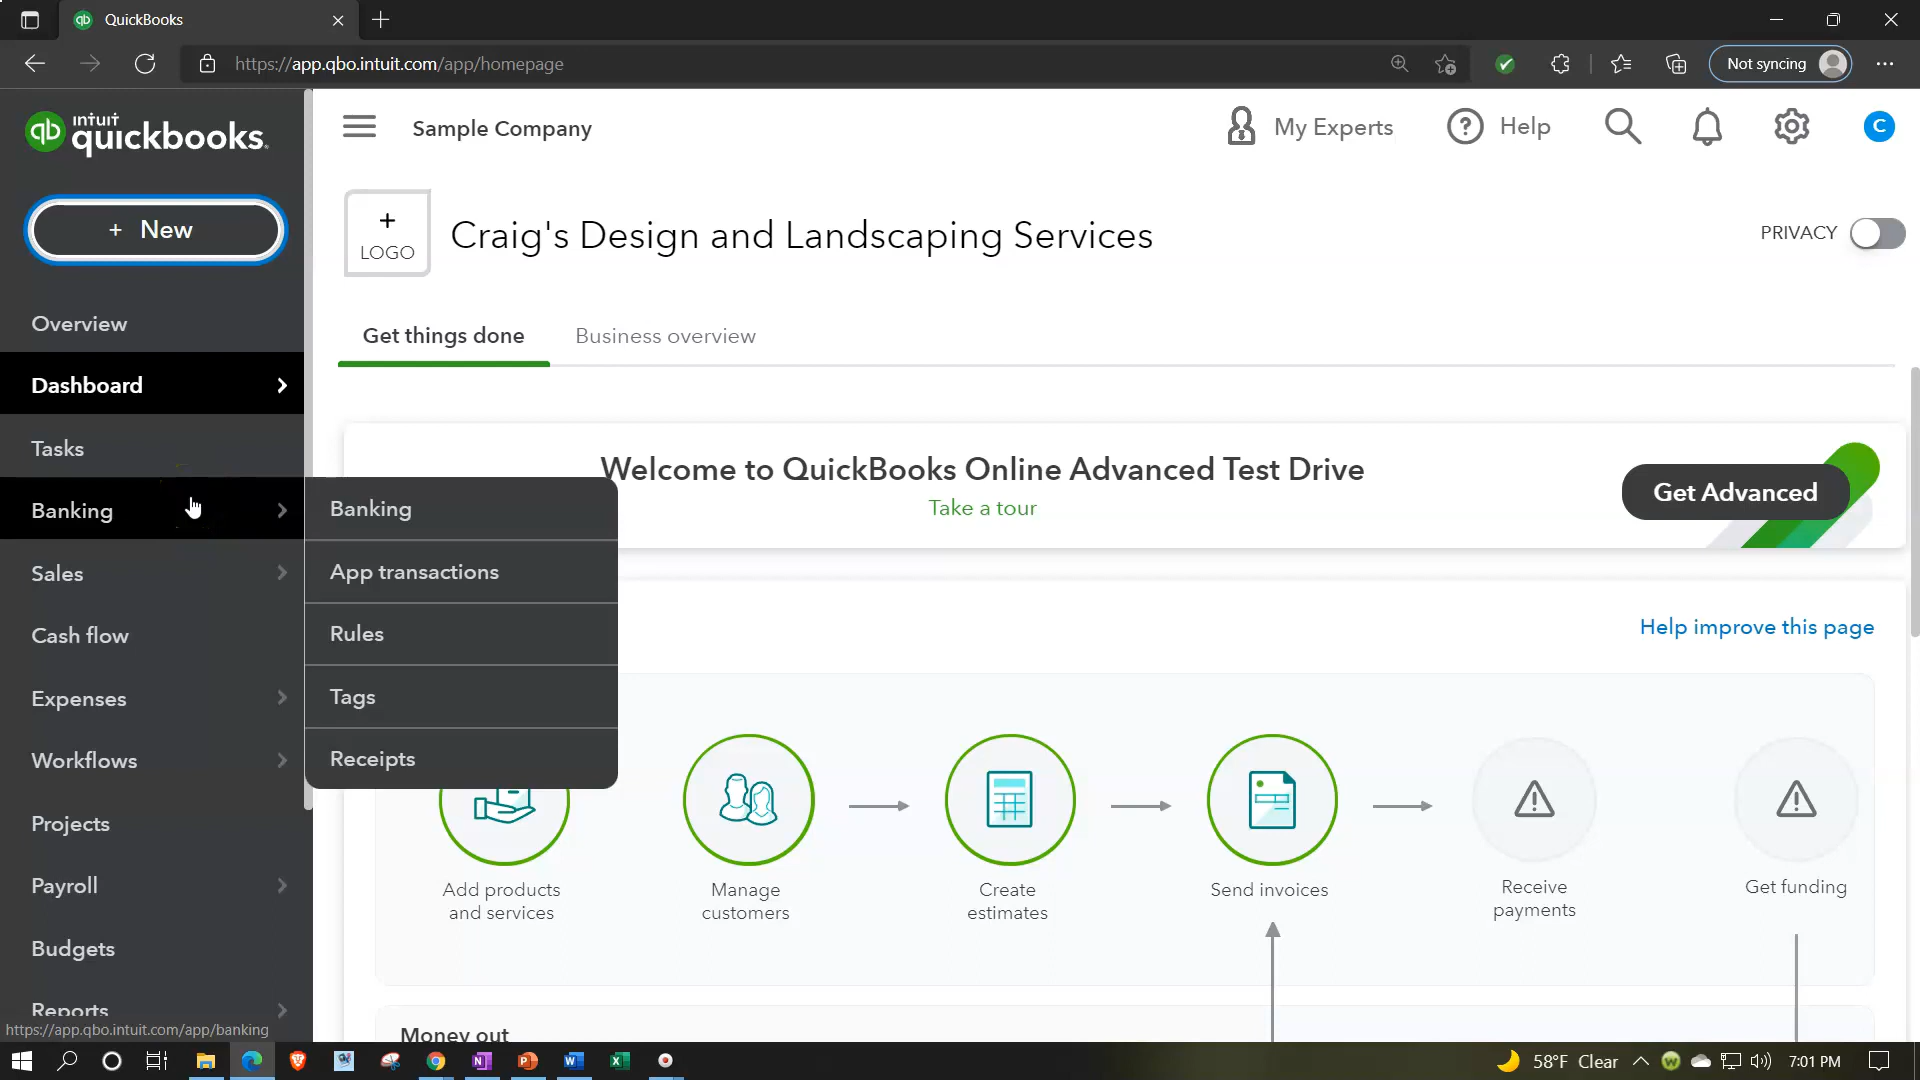 QuickBooks
https://app.qbo.intuit.com/app/homepage
Not syncing
intuit
quickbooks.
Sample Company
My Experts
Help
C
+ New
+
LOGO
Craig's Design and Landscaping Services
PRIVACY
Overview
Get things done
Business overview
Dashboard
Tasks
Welcome to QuickBooks Online Advanced Test Drive
Take a tour
Get Advanced
Banking
Banking
Sales
App transactions
Cash flow
Rules
Help improve this page
Expenses
Tags
Workflows
Receipts
Projects
Payroll
Add products
and services
Manage
customers
Create
estimates
Send invoices
Receive
payments
Get funding
Budgets
Reports
https://app.qbo.intuit.com/app/banking
Money out
58°F Clear
7:01 PM